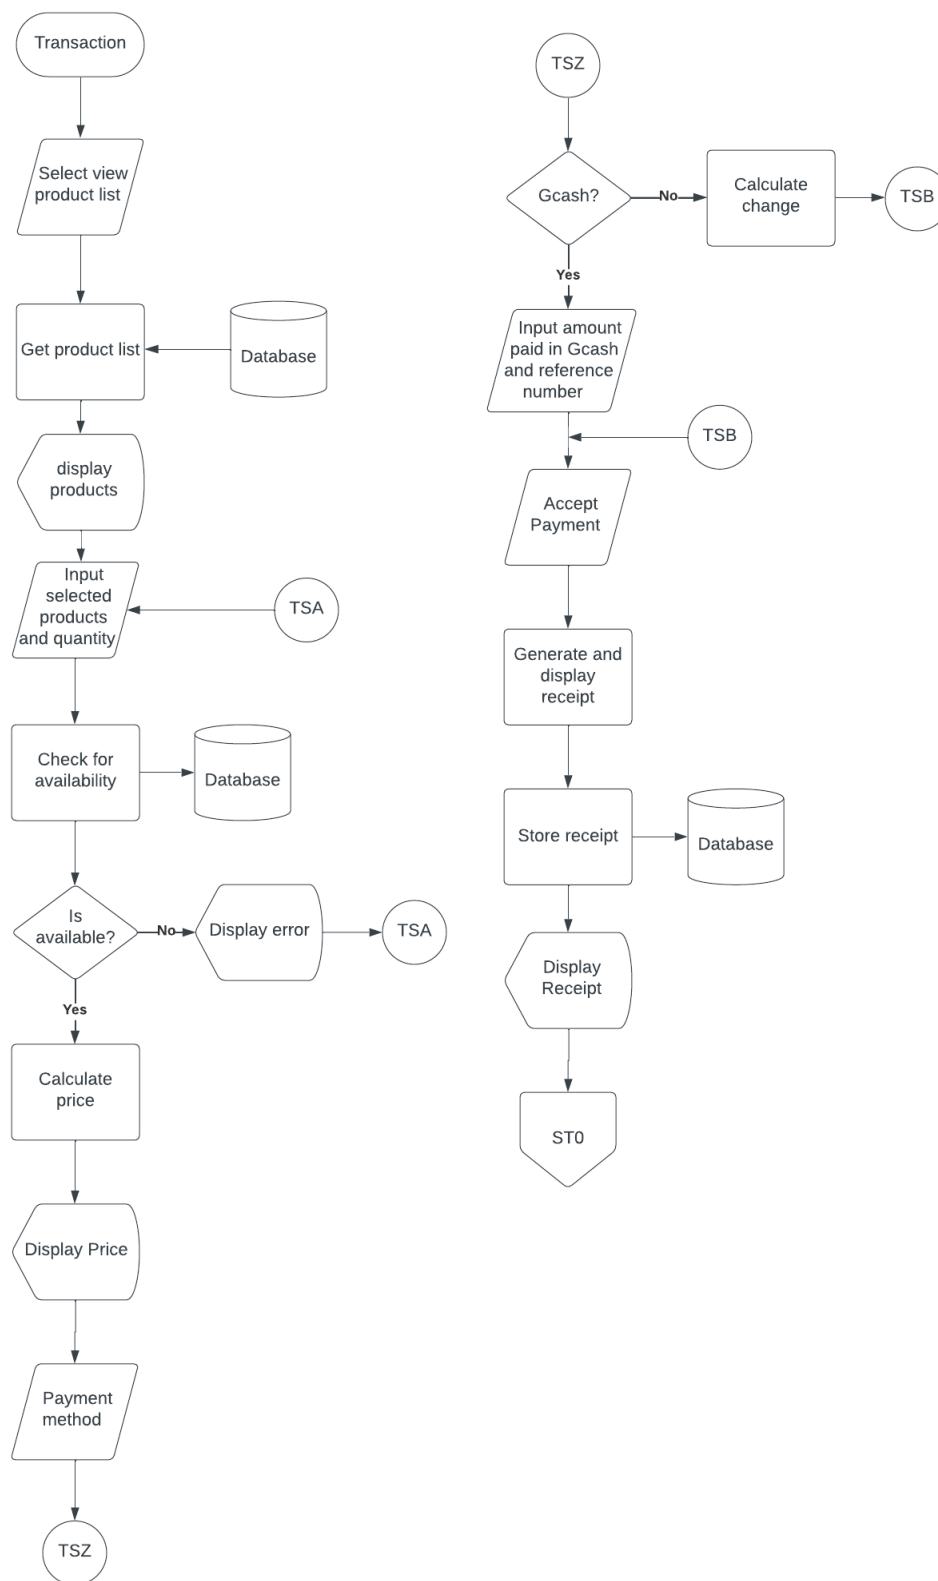 Transaction
Select view
product list
Get product list
Database
display
products
Input
selected
products
and quantity
TSA
Check for
availability
Database
Is
available?
No
Display error
TSA
Yes
Calculate
price
Display Price
Payment
method
TSZ
TSZ
Gcash?
No
Calculate
change
TSB
Yes
Input amount
paid in Gcash
and reference
number
TSB
Accept
Payment
Generate and
display
receipt
Store receipt
Database
Display
Receipt
ST0